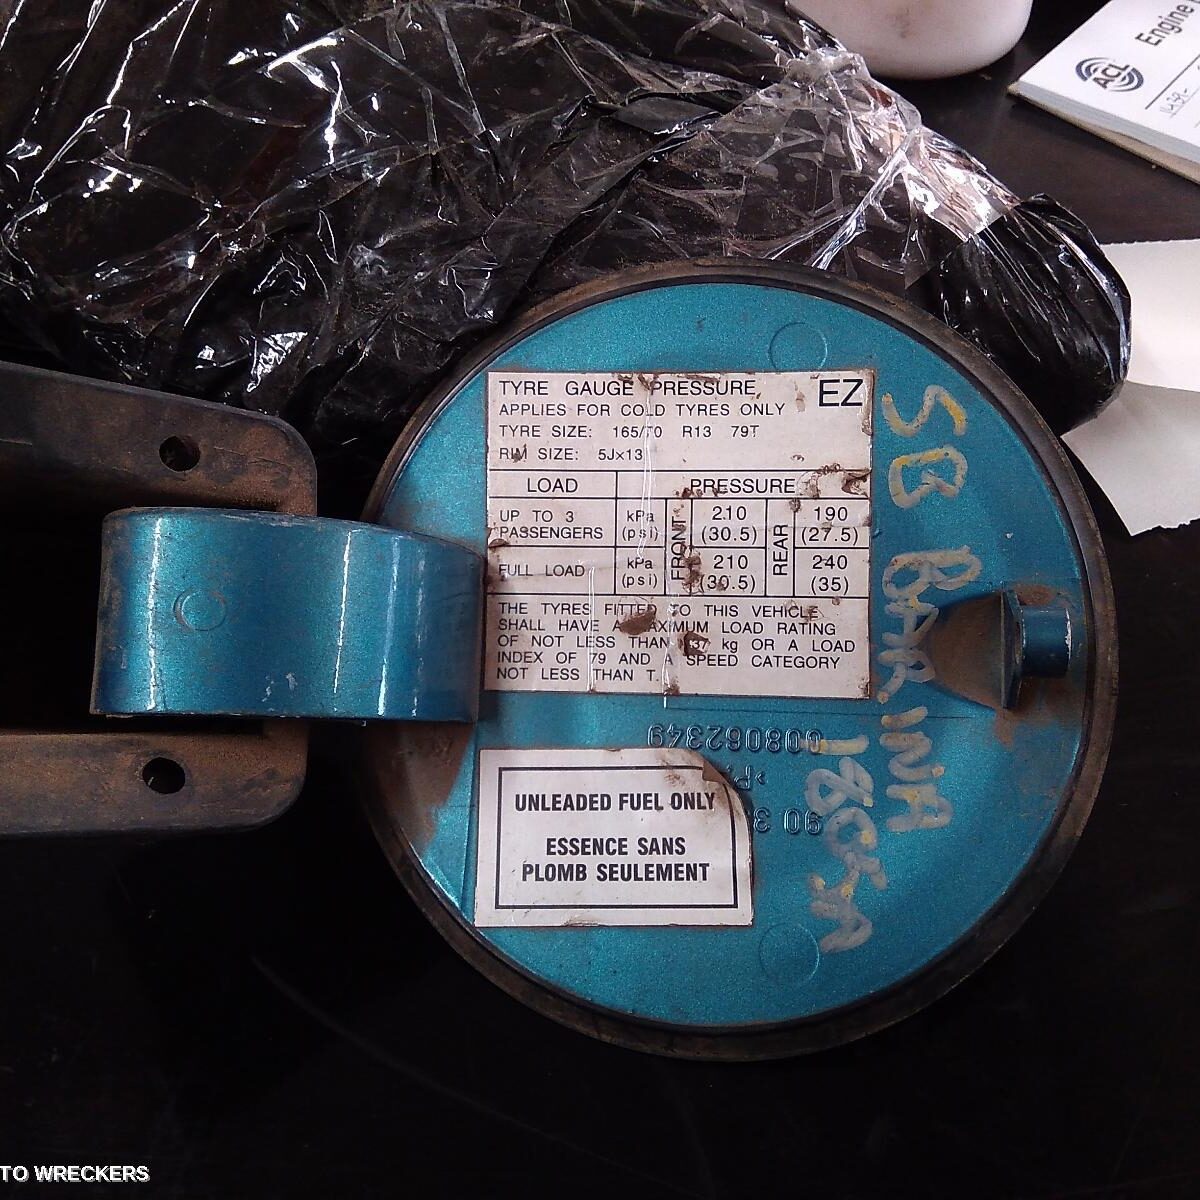 ACL
Engine
TYRE GAUGE PRESSURE EZ
APPLIES FOR COLD TYRES ONLY
TYRE SIZE: 165/70 R13 79T
RIM SIZE: 5Jx13
LOAD PRESSURE
UP TO 3 PASSENGERS kPa (psi) FRONT 210 (30.5) REAR 190 (27.5)
FULL LOAD kPa (psi) 210 (30.5) 240 (35)
THE TYRES FITTED TO THIS VEHICLE
SHALL HAVE A MAXIMUM LOAD RATING
OF NOT LESS THAN 437 kg OR A LOAD
INDEX OF 79 AND A SPEED CATEGORY
NOT LESS THAN T.
008062349
UNLEADED FUEL ONLY
ESSENCE SANS
PLOMB SEULEMENT
SB BARINA
TO WRECKERS